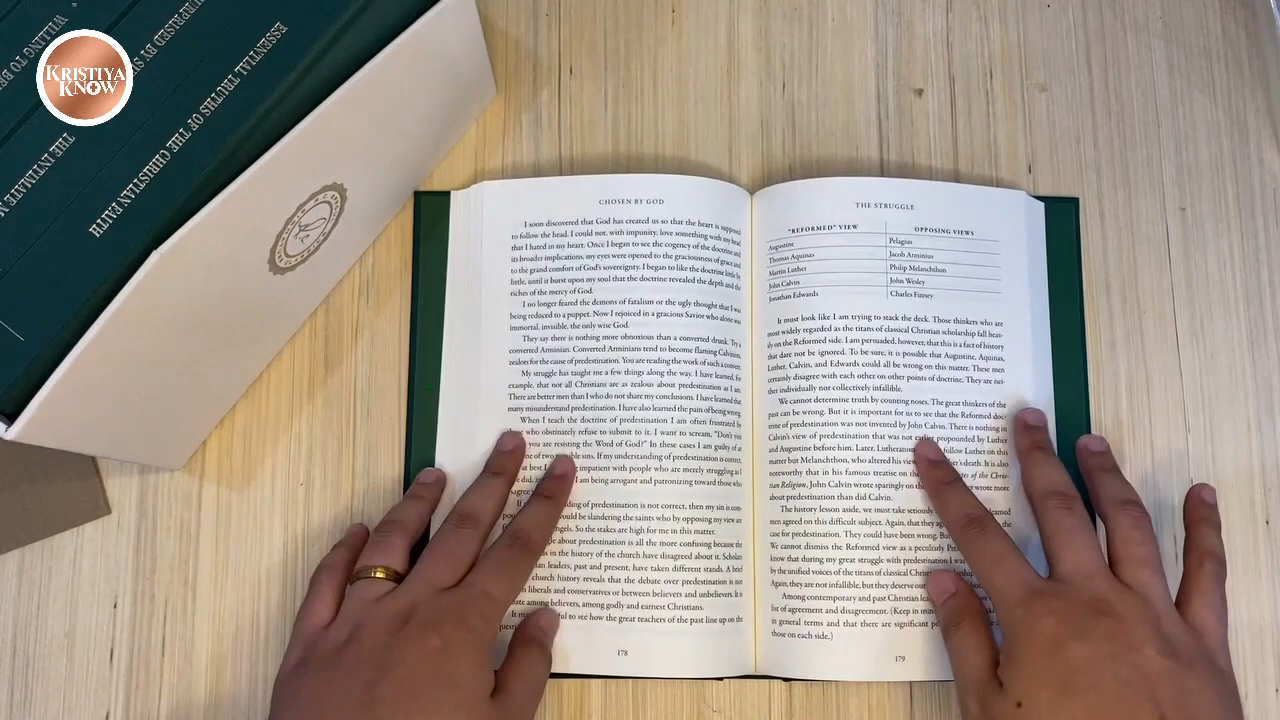 KRISTIYA
KNOW
WILLING TO
SURPRISED BY
ESSENTIAL TRUTHS OF THE CHRISTIAN FAITH
THE INTIMATE
CHOSEN BY GOD
I soon discovered that God has created us so that the heart is supposed
to follow the head. I could not, with impunity, love something with my head
that I hated in my heart. Once I began to see the cogency of the doctrine and
its broader implications, my eyes were opened to the graciousness of grace and
to the grand comfort of God's sovereignty. I began to like the doctrine little by
little, until it burst upon my soul that the doctrine revealed the depth and the
riches of the mercy of God.
I no longer feared the demons of fatalism or the ugly thought that I was
being reduced to a puppet. Now I rejoiced in a gracious Savior who alone was
immortal, invisible, the only wise God.
They say there is nothing more obnoxious than a converted drunk. Try a
converted Arminian. Converted Arminians tend to become flaming Calvinists,
zealots for the cause of predestination. You are reading the work of such a convert.
My struggle has taught me a few things along the way. I have learned, for
example, that not all Christians are as zealous about predestination as I am.
There are better men than I who do not share my conclusions. I have learned that
many misunderstand predestination. I have also learned the pain of being wrong.
When I teach the doctrine of predestination I am often frustrated by
who obstinately refuse to submit to it. I want to scream, "Don't you
you are resisting the Word of God?" In these cases I am guilty of at
of two sins. If my understanding of predestination is correct,
at best impatient with people who are merely struggling as I
did, I am being arrogant and patronizing toward those who
of predestination is not correct, then my sin is com-
would be slandering the saints who by opposing my view are
angels. So the stakes are high for me in this matter.
about predestination is all the more confusing because the
in the history of the church have disagreed about it. Scholars
leaders, past and present, have taken different stands. A brief
church history reveals that the debate over predestination is not
liberals and conservatives or between believers and unbelievers. It is
among believers, among godly and earnest Christians.
It to see how the great teachers of the past line up on the
178
THE STRUGGLE
"REFORMED" VIEW OPPOSING VIEWS
Augustine Pelagius
Thomas Aquinas Jacob Arminius
Martin Luther Philip Melanchthon
John Calvin John Wesley
Jonathan Edwards Charles Finney
It must look like I am trying to stack the deck. Those thinkers who are
most widely regarded as the titans of classical Christian scholarship fall heav-
ily on the Reformed side. I am persuaded, however, that this is a fact of history
that dare not be ignored. To be sure, it is possible that Augustine, Aquinas,
Luther, Calvin, and Edwards could all be wrong on this matter. These men
certainly disagree with each other on other points of doctrine. They are nei-
ther individually nor collectively infallible.
We cannot determine truth by counting noses. The great thinkers of the
past can be wrong. But it is important for us to see that the Reformed doc-
trine of predestination was not invented by John Calvin. There is nothing in
Calvin's view of predestination that was not earlier propounded by Luther
and Augustine before him. Later, Lutheranism follow Luther on this
matter but Melanchthon, who altered his view death. It is also
noteworthy that in his famous treatise on the of the Chris-
tian Religion, John Calvin wrote sparingly on the wrote more
about predestination than did Calvin.
The history lesson aside, we must take seriously learned
men agreed on this difficult subject. Again, that they the
case for predestination. They could have been wrong. But
We cannot dismiss the Reformed view as a peculiarly
know that during my great struggle with predestination I was
by the unified voices of the titans of classical Christian
Again, they are not infallible, but they deserve our
Among contemporary and past Christian
list of agreement and disagreement. (Keep in mind
in general terms and that there are significant
those on each side.)
179